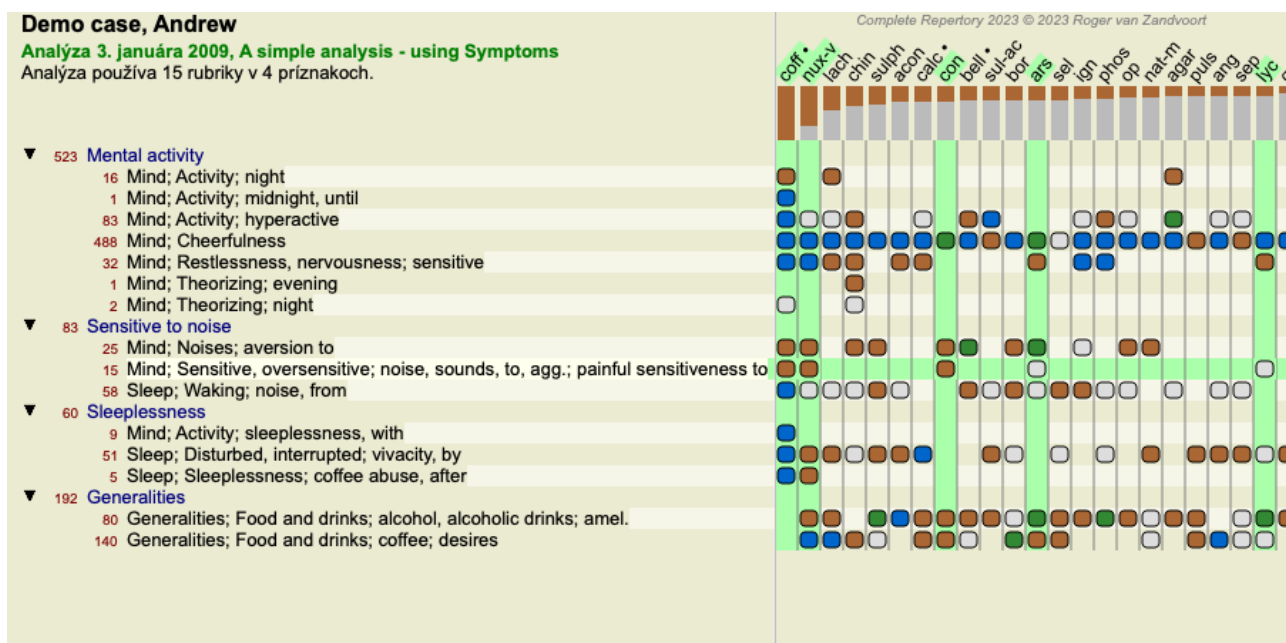 Demo case, Andrew
Complete Repertory 2023 © 2023 Roger van Zandvoort
Analýza 3. januára 2009, A simple analysis - using Symptoms
Analýza používa 15 rubriky v 4 príznakoch.
coff • nux-v lach chin sulph acon calc • con bell • sul-ac bor ars sel ign phos op nat-m agar puls ang sep lyc
▼ 523 Mental activity
16 Mind; Activity; night
1 Mind; Activity; midnight, until
83 Mind; Activity; hyperactive
488 Mind; Cheerfulness
32 Mind; Restlessness, nervousness; sensitive
1 Mind; Theorizing; evening
2 Mind; Theorizing; night
▼ 83 Sensitive to noise
25 Mind; Noises; aversion to
15 Mind; Sensitive, oversensitive; noise, sounds, to, agg.; painful sensitiveness to
58 Sleep; Waking; noise, from
▼ 60 Sleeplessness
9 Mind; Activity; sleeplessness, with
51 Sleep; Disturbed, interrupted; vivacity, by
5 Sleep; Sleeplessness; coffee abuse, after
▼ 192 Generalities
80 Generalities; Food and drinks; alcohol, alcoholic drinks; amel.
140 Generalities; Food and drinks; coffee; desires